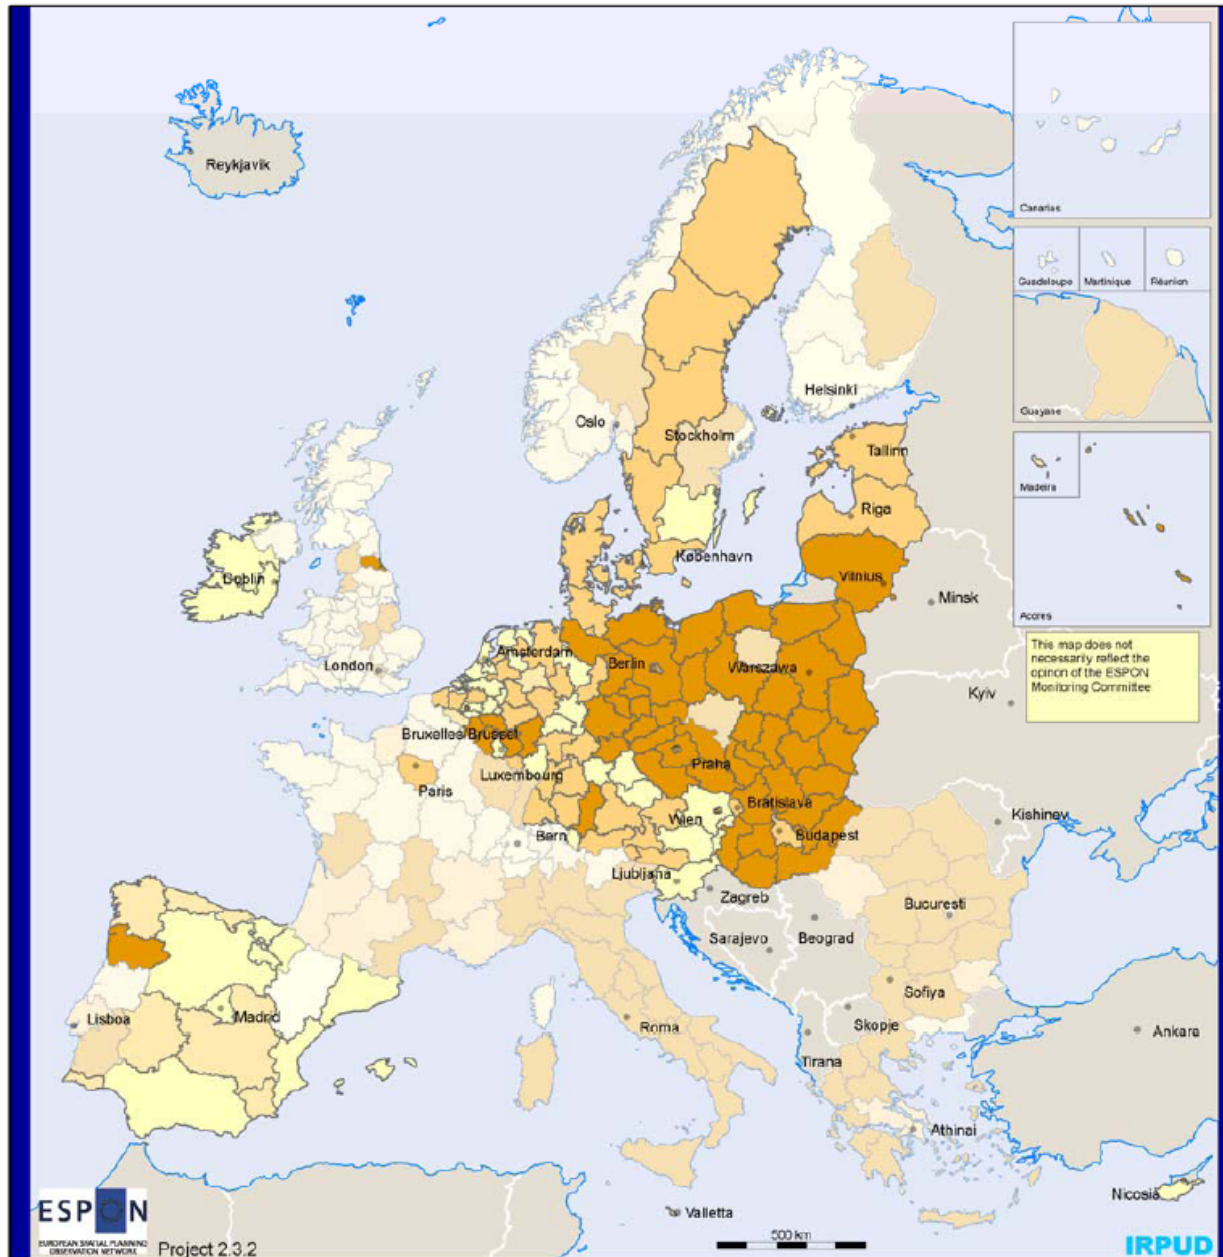 Reykjavik
Canarias
Guadeloupe
Martinique
Réunion
Guayane
Helsinki
Oslo
Stockholm
Tallinn
Madeira
Riga
København
Dublin
Vilnius
Minsk
Acores
This map does not
necessarily reflect the
opinion of the ESPON
Monitoring Committee
Amsterdam
London
Berlin
Warszawa
Kyiv
Bruxelles/Brussel
Praha
Luxembourg
Paris
Bratislava
Wien
Kishinev
Bern
Budapest
Ljubljana
Zagreb
Bucuresti
Sarajevo
Beograd
Sofiya
Lisboa
Madrid
Roma
Skopje
Ankara
Tirana
Athinai
Nicosia
Valletta
ESPON
EUROPEAN SPATIAL PLANNING
OBSERVATION NETWORK
Project 2.3.2
500 km
IRPUD